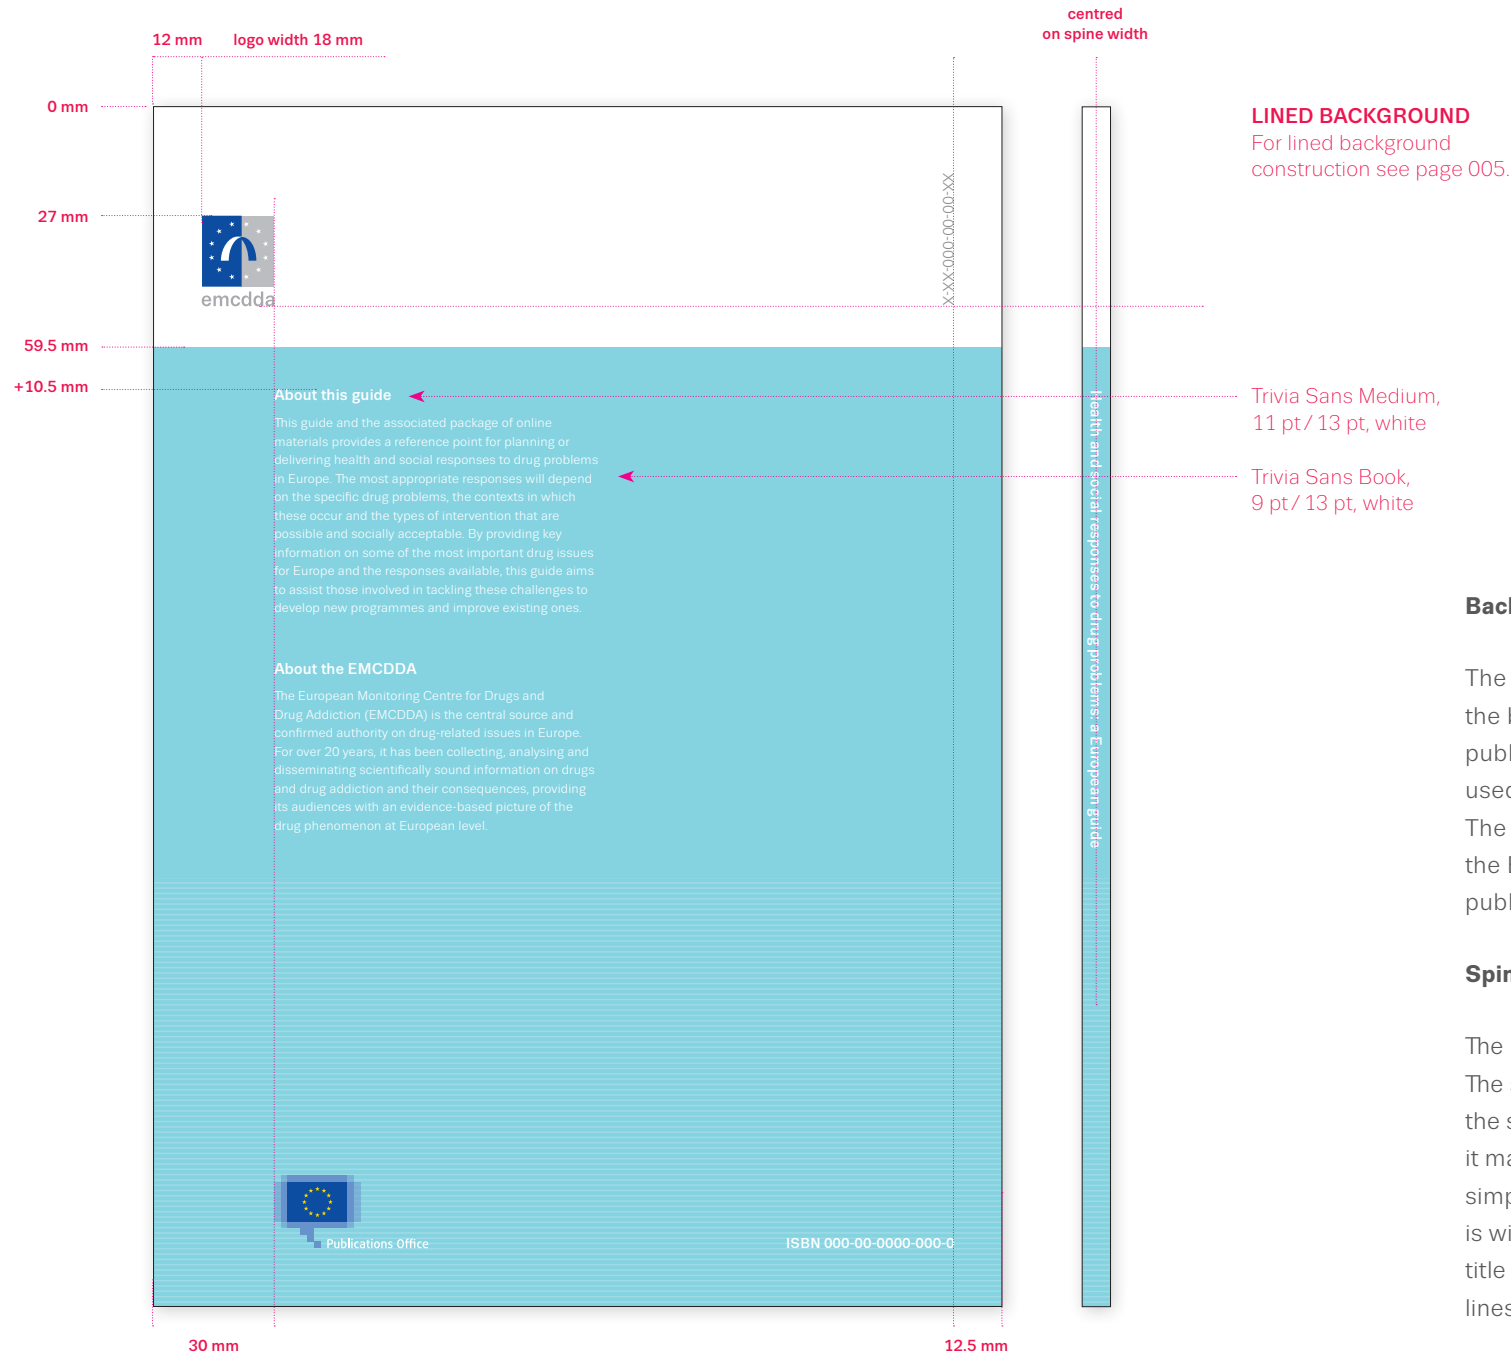 centred
on spine width
12 mm
logo width 18 mm
0 mm
LINED BACKGROUND
For lined background
construction see page 005.
27 mm
emcdda
X-XX-000-00-00-XX
59.5 mm
+10.5 mm
About this guide
This guide and the associated package of online
materials provides a reference point for planning or
delivering health and social responses to drug problems
in Europe. The most appropriate responses will depend
on the specific drug problems, the contexts in which
these occur and the types of intervention that are
possible and socially acceptable. By providing key
information on some of the most important drug issues
for Europe and the responses available, this guide aims
to assist those involved in tackling these challenges to
develop new programmes and improve existing ones.
About the EMCDDA
The European Monitoring Centre for Drugs and
Drug Addiction (EMCDDA) is the central source and
confirmed authority on drug-related issues in Europe.
For over 20 years, it has been collecting, analysing and
disseminating scientifically sound information on drugs
and drug addiction and their consequences, providing
its audiences with an evidence-based picture of the
drug phenomenon at European level.
Publications Office
ISBN 000-00-0000-000-0
30 mm
12.5 mm
Health and social responses to drug problems: a European guide
Trivia Sans Medium,
11 pt / 13 pt, white
Trivia Sans Book,
9 pt / 13 pt, white
The
the
used
The
the
The
The
the
it
is
title
lines